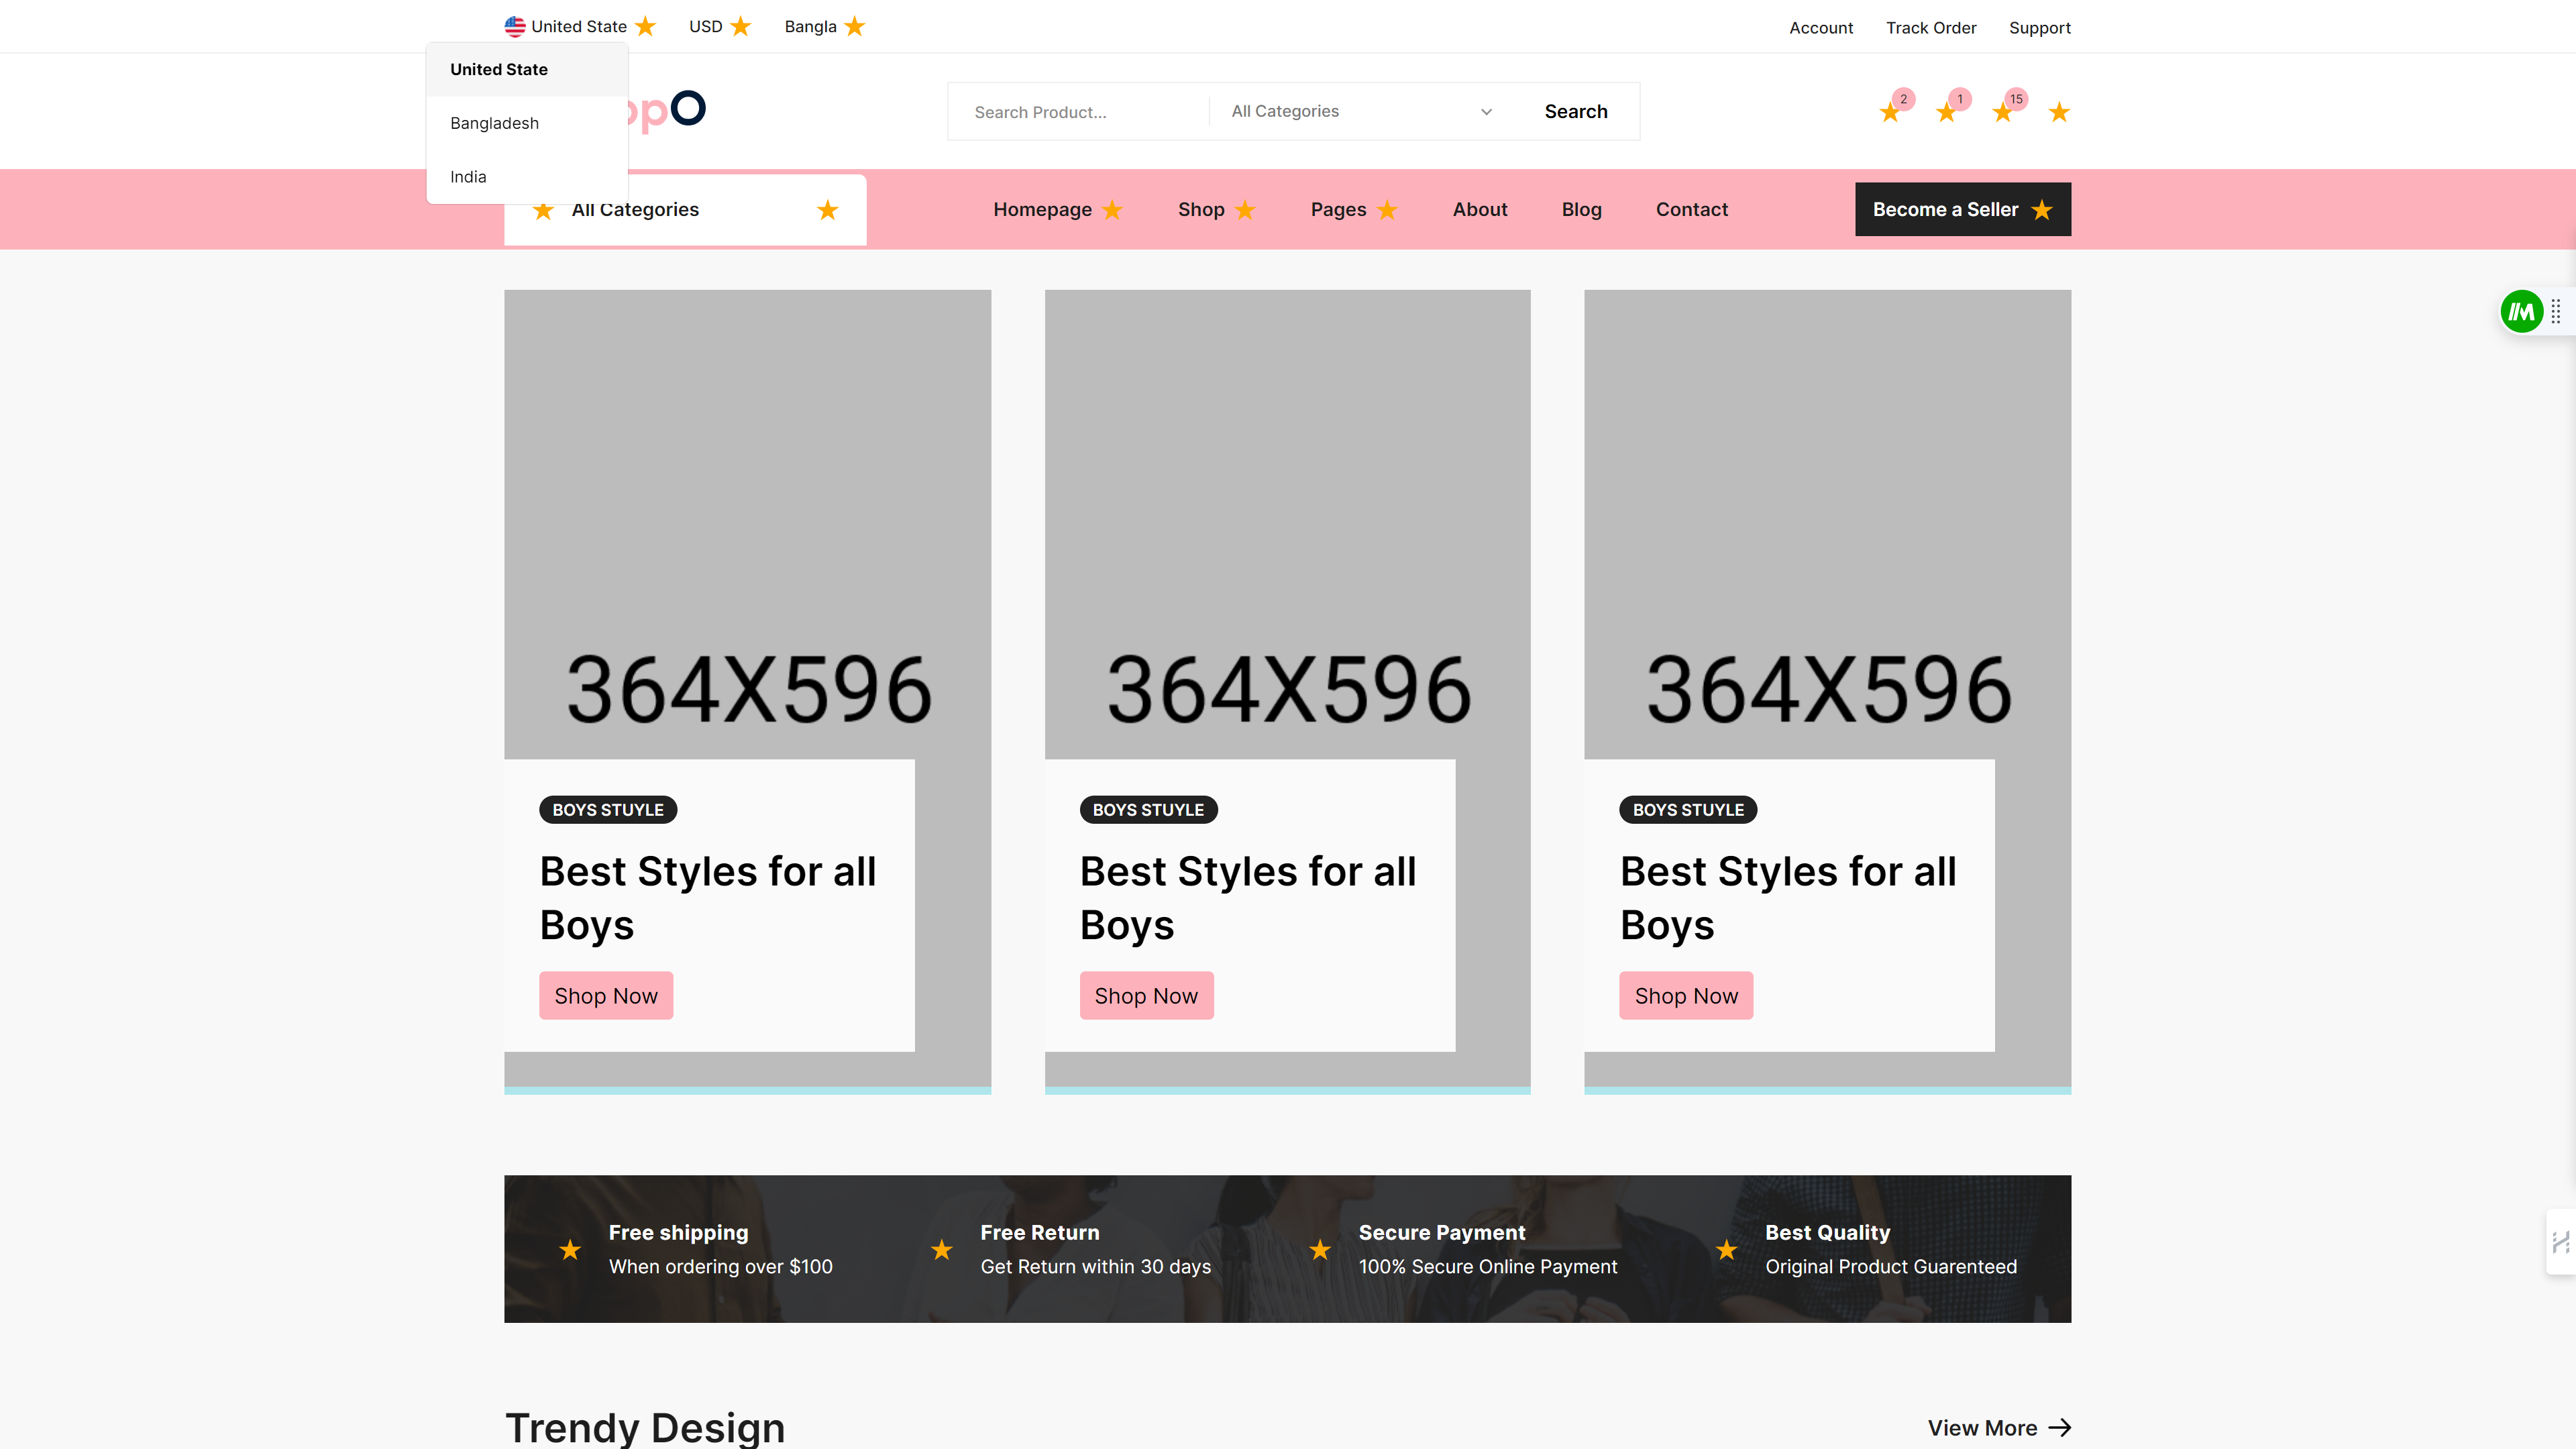 United State USD Bangla Account Track Order Support
United State
Bangladesh
India
pO
Search Product... All Categories Search
2 1 15
All Categories Homepage Shop Pages About Blog Contact Become a Seller
364X596 364X596 364X596
BOYS STUYLE BOYS STUYLE BOYS STUYLE
Best Styles for all Best Styles for all Best Styles for all
Boys Boys Boys
Shop Now Shop Now Shop Now
Free shipping Free Return Secure Payment Best Quality
When ordering over $100 Get Return within 30 days 100% Secure Online Payment Original Product Guarenteed
Trendy Design View More